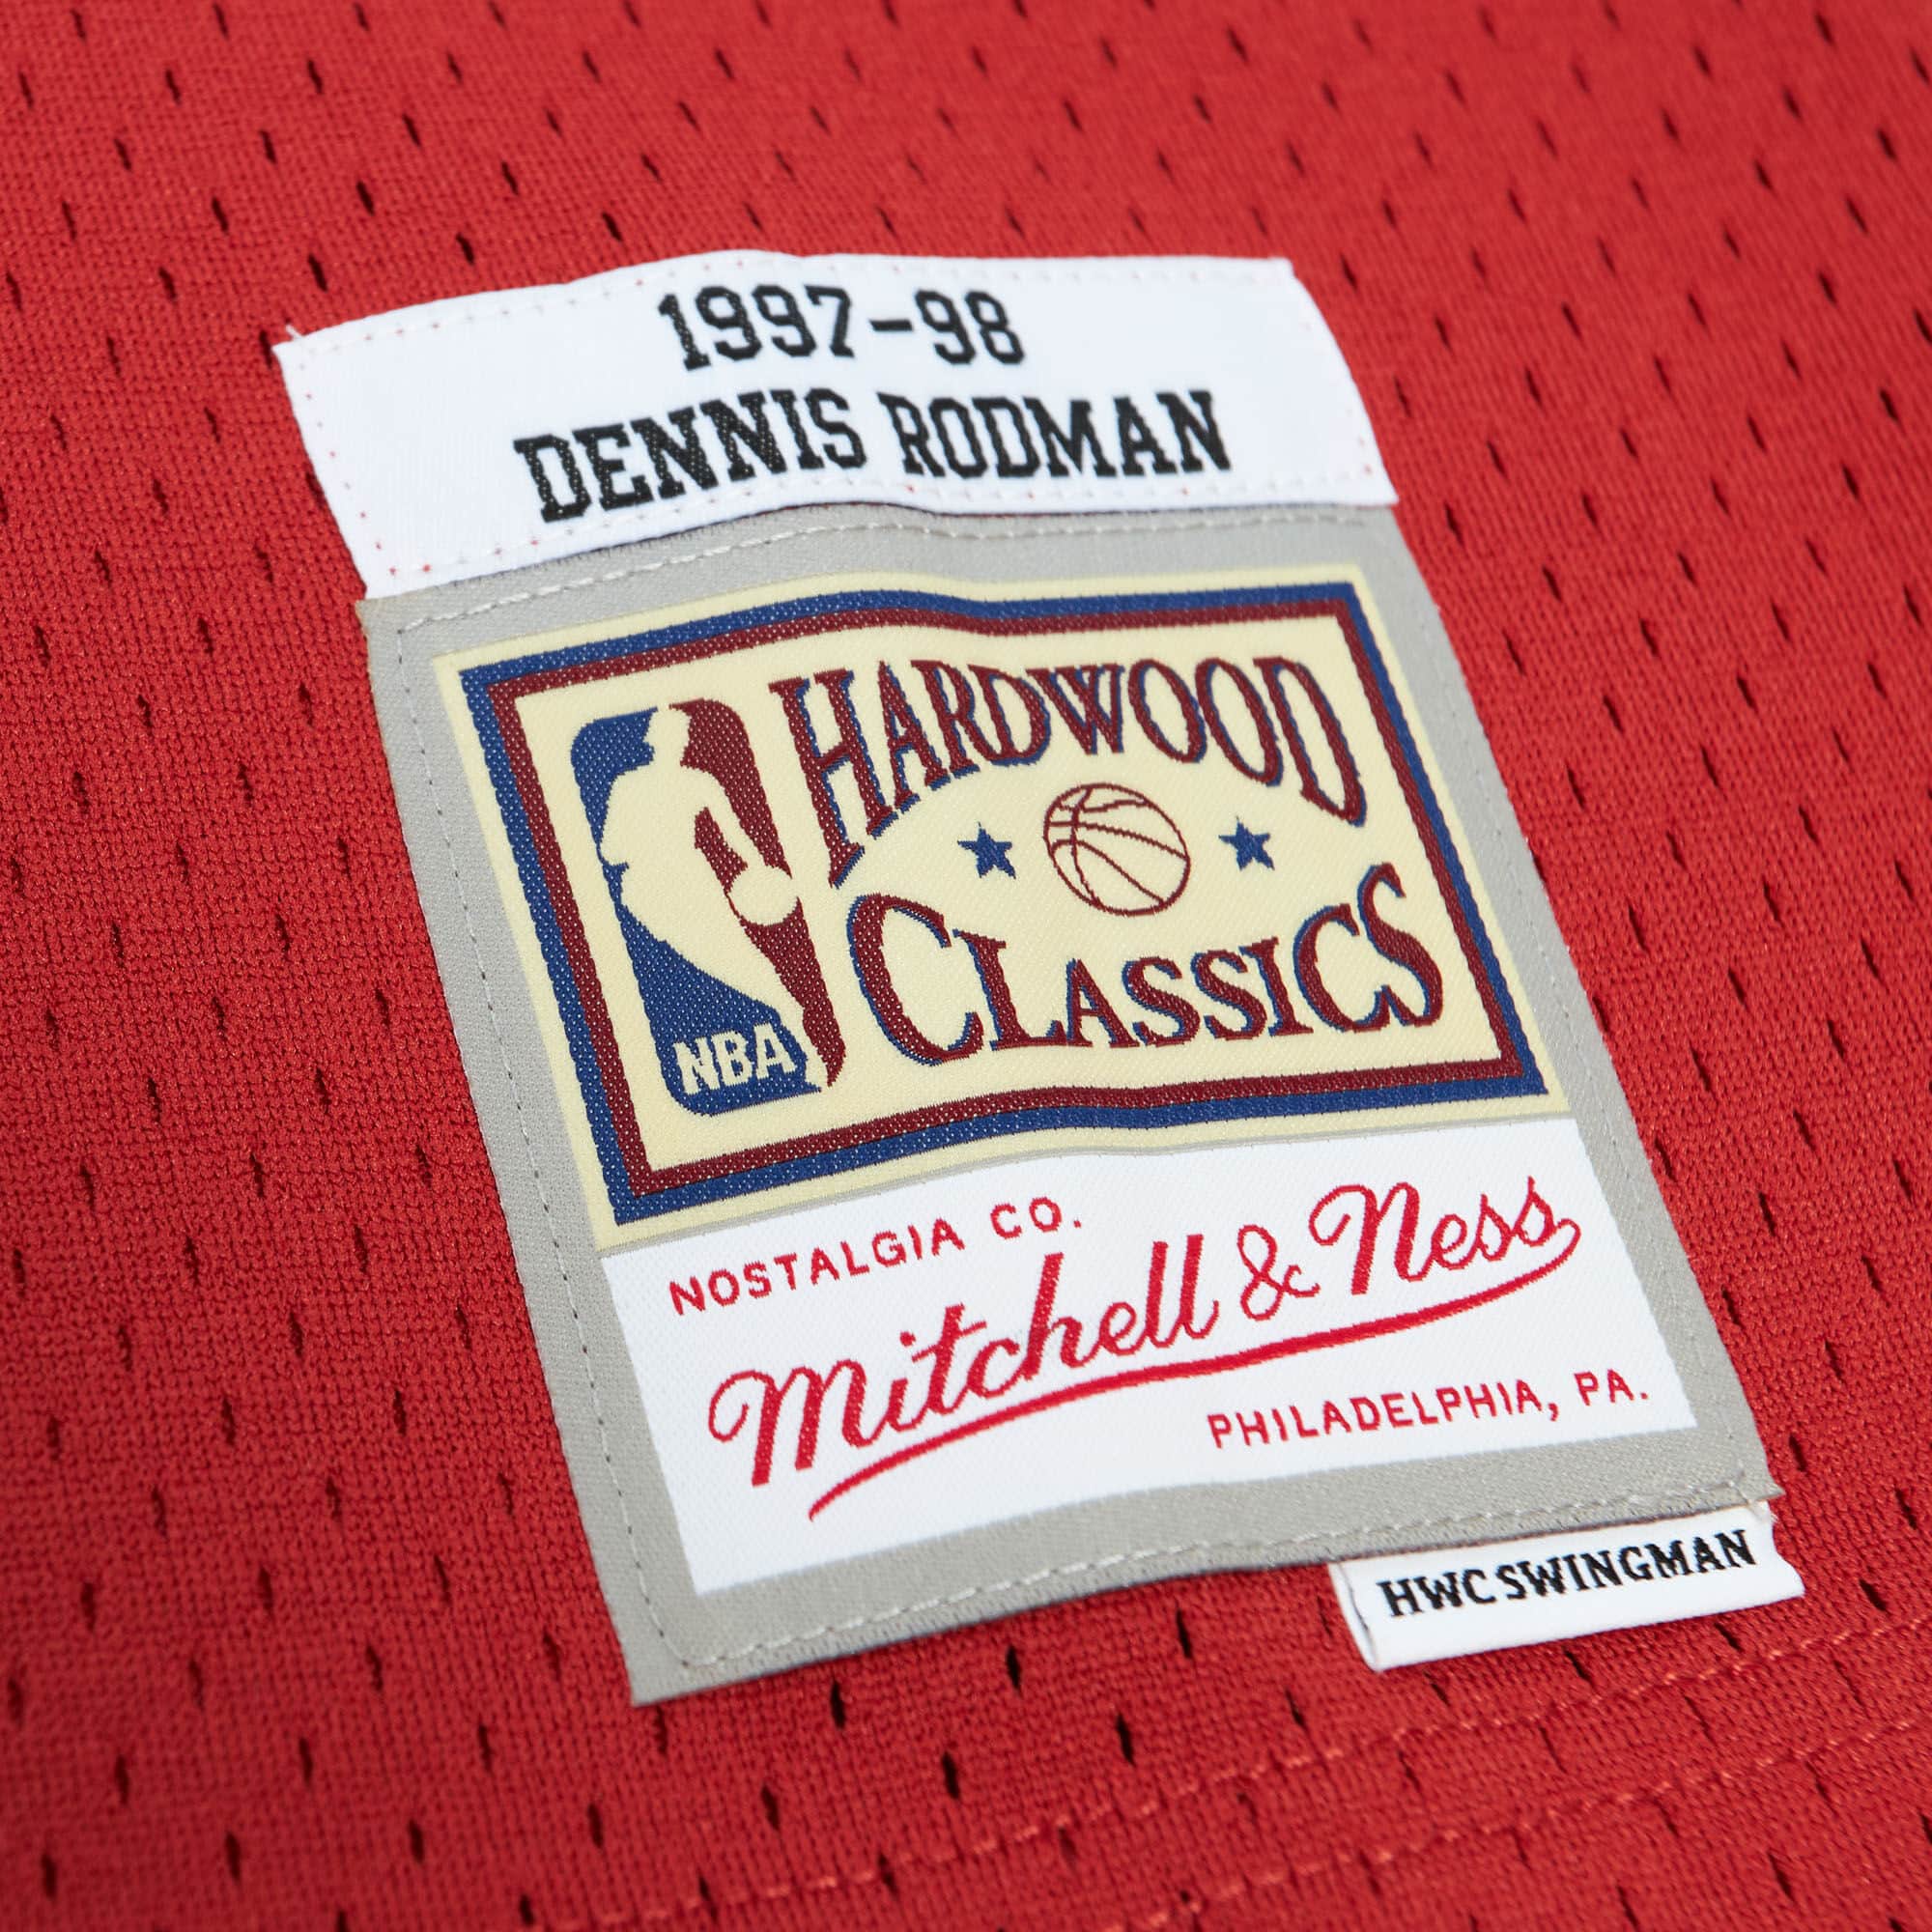 1997-98
DENNIS RODMAN
HARDWOOD
CLASSICS
NBA
NOSTALGIA CO.
Mitchell & Ness
PHILADELPHIA, PA.
HWC SWINGMAN